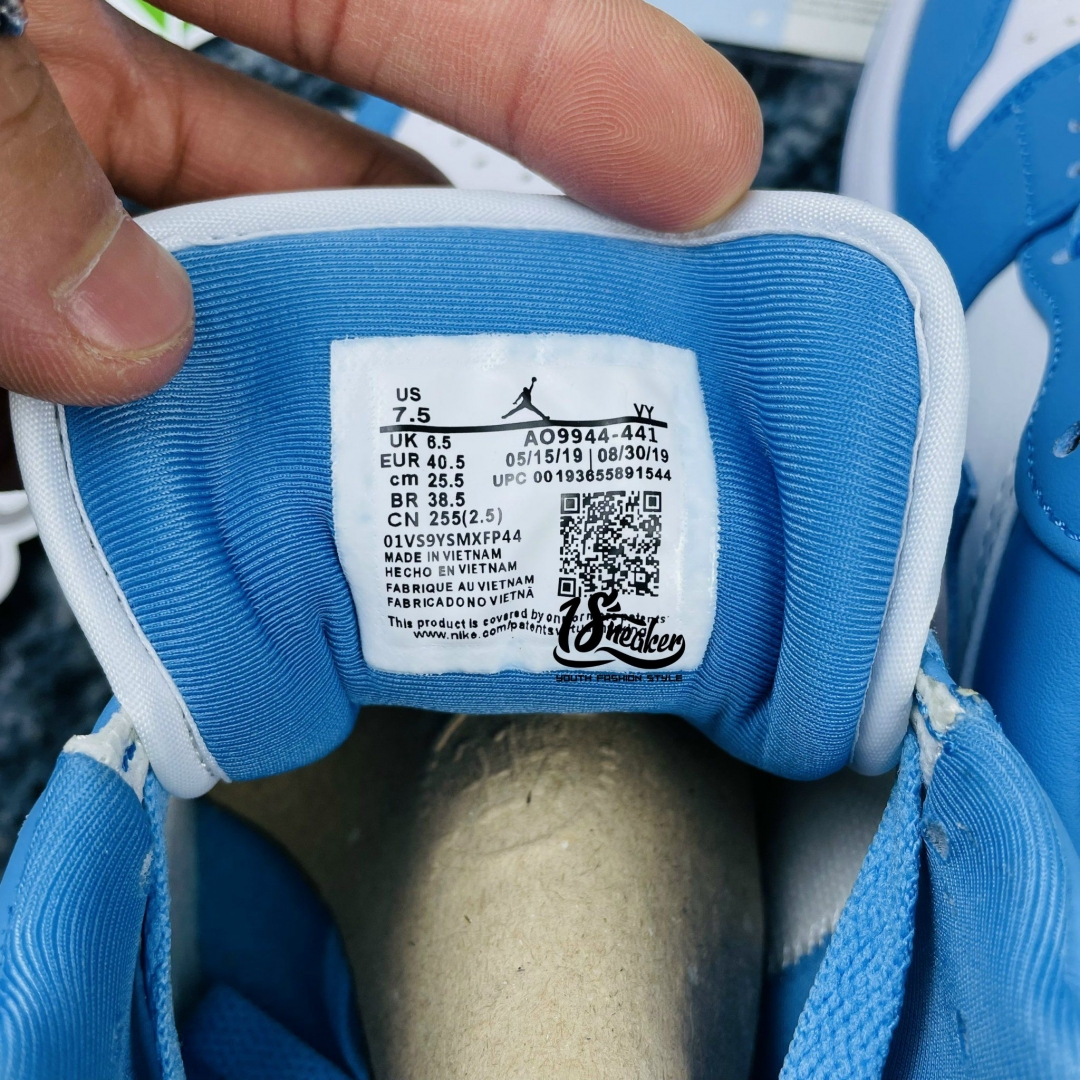 US
7.5
VY
UK 6.5
AO9944-441
EUR 40.5
05/15/19 | 08/30/19
cm 25.5
UPC 00193655891544
BR 38.5
CN 255(2.5)
01VS9YSMXFP44
MADE IN VIETNAM
HECHO EN VIETNAM
FABRIQUE AU VIETNAM
FABRICADONO VIETNÃ
This product is covered by
www.nike.com/patents
1Sneaker
YOUTH FASHION STYLE